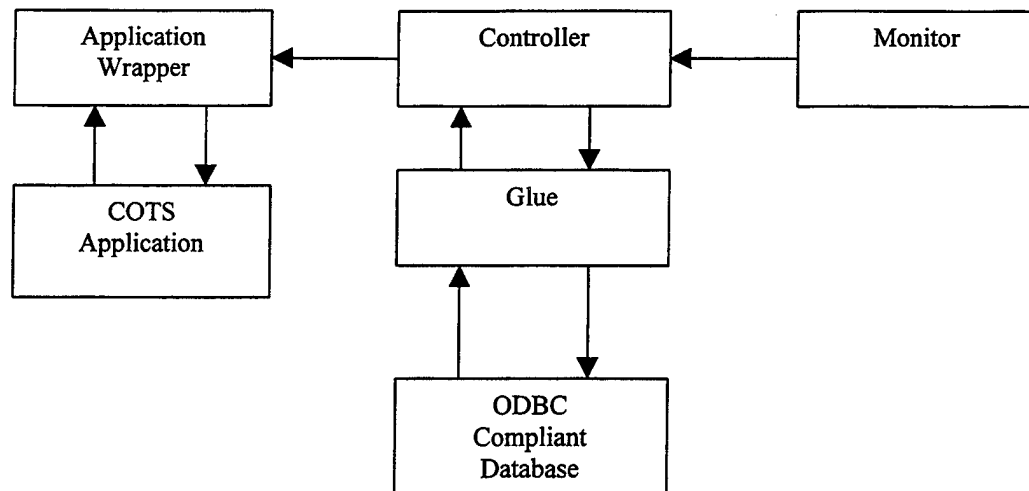 Application
Wrapper
Controller
Monitor
COTS
Application
Glue
ODBC
Compliant
Database